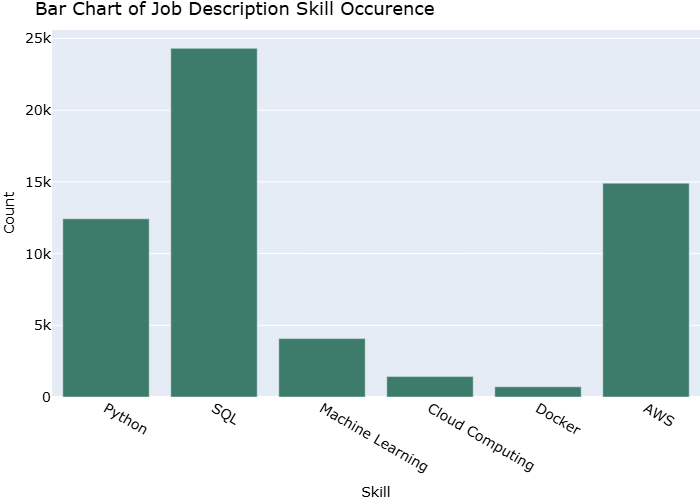 Bar Chart of Job Description Skill Occurence
25k
20k
15k
10k
5k
0
Count
Python
SQL
Machine Learning
Cloud Computing
Docker
AWS
Skill